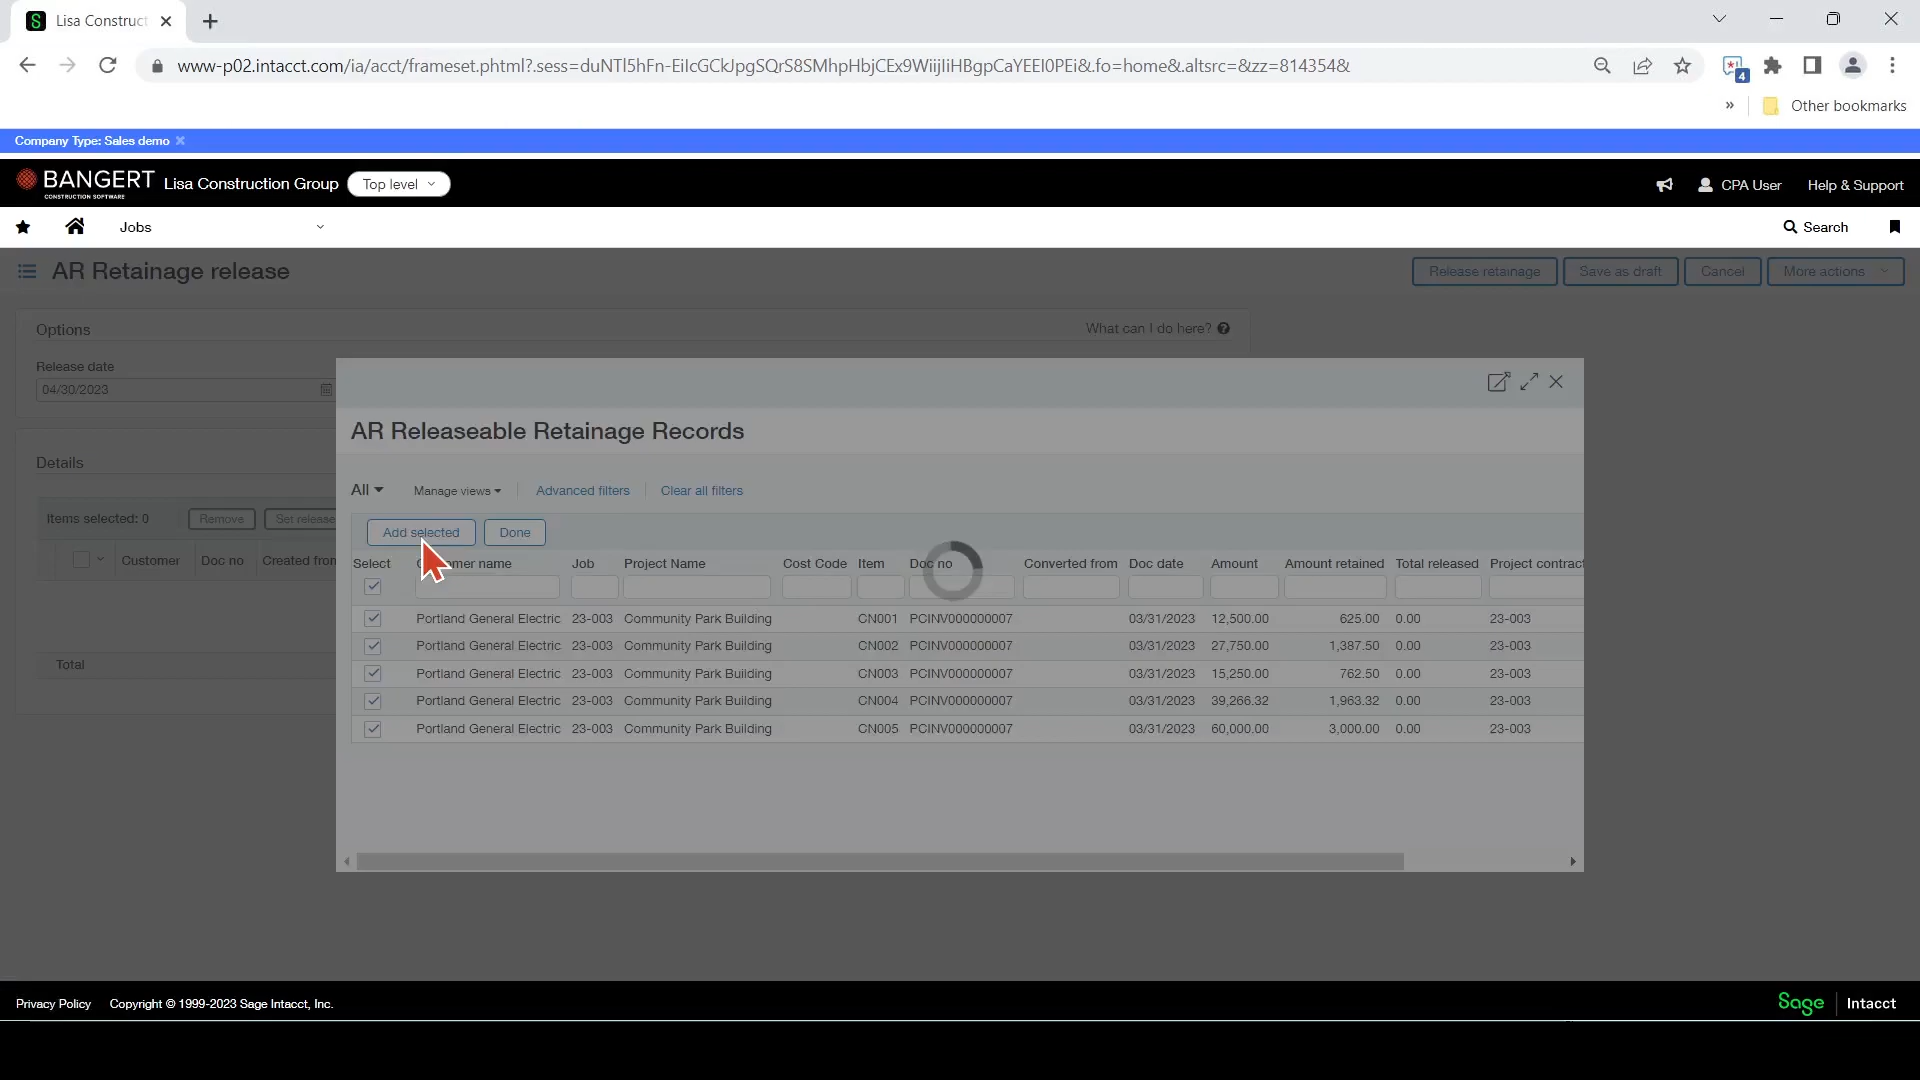 Lisa Construct
www-p02.intacct.com/ia/acct/frameset.phtml?.sess=duNTl5hFn-EilcGCkJpgSQrS8SMhpHbjCEx9WiijIiHBgpCaYEEl0PEi&.fo=home&.altsrc=&zz=814354&
4
» Other bookmarks
Company Type: Sales demo
BANGERT
CONSTRUCTION SOFTWARE
Lisa Construction Group Top level CPA User Help & Support
Jobs Search
AR Retainage release Release retainage Save as draft Cancel More actions
Options What can I do here?
Release date
04/30/2023
AR Releaseable Retainage Records
Details
All Manage views Advanced filters Clear all filters
Items selected: 0 Remove Set release
Add selected Done
Customer Doc no Created from
Select mer name Job Project Name Cost Code Item Doc no Converted from Doc date Amount Amount retained Total released Project contract
Portland General Electric 23-003 Community Park Building CN001 PCINV000000007 03/31/2023 12,500.00 625.00 0.00 23-003
Portland General Electric 23-003 Community Park Building CN002 PCINV000000007 03/31/2023 27,750.00 1,387.50 0.00 23-003
Total
Portland General Electric 23-003 Community Park Building CN003 PCINV000000007 03/31/2023 15,250.00 762.50 0.00 23-003
Portland General Electric 23-003 Community Park Building CN004 PCINV000000007 03/31/2023 39,266.32 1,963.32 0.00 23-003
Portland General Electric 23-003 Community Park Building CN005 PCINV000000007 03/31/2023 60,000.00 3,000.00 0.00 23-003
Privacy Policy Copyright © 1999-2023 Sage Intacct, Inc. Sage Intacct